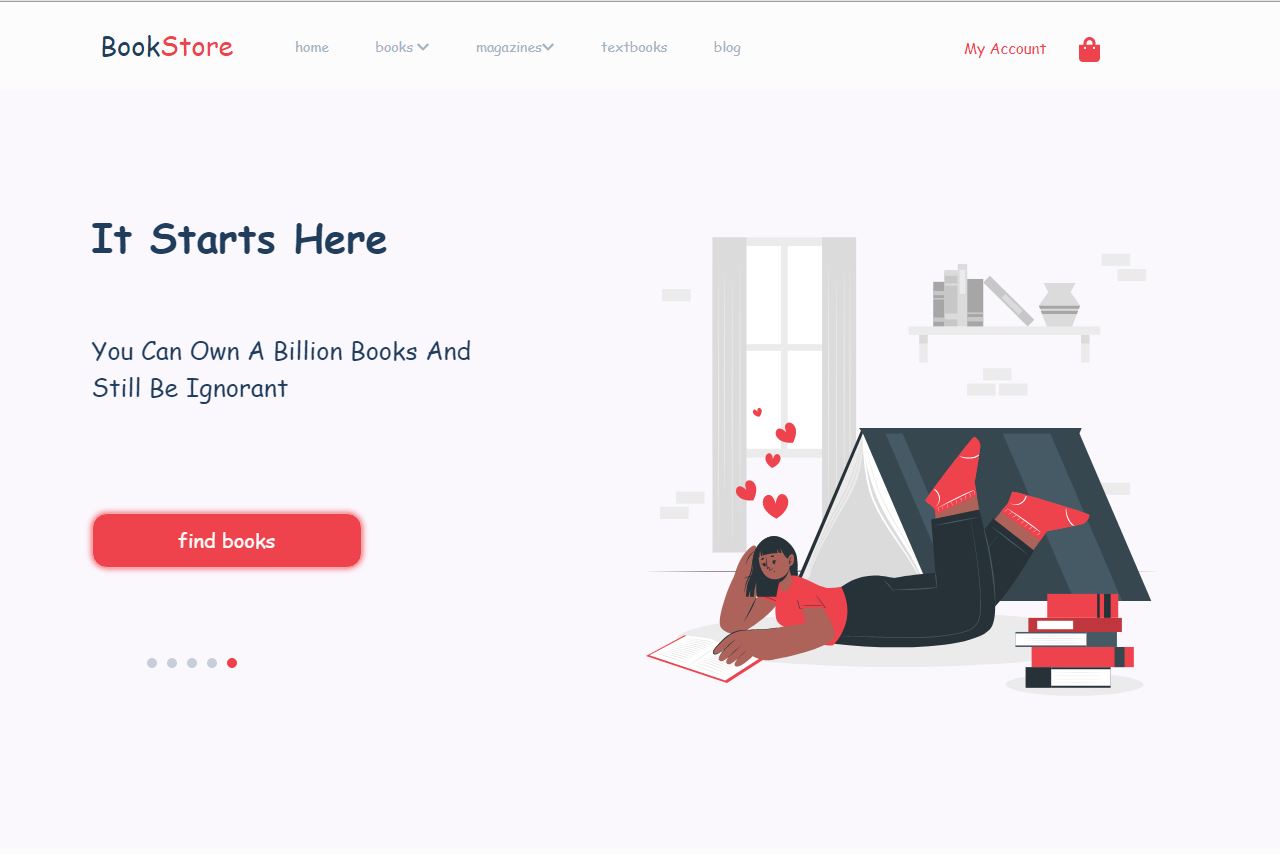 BookStore
home
books
magazines
textbooks
blog
My Account
It Starts Here
You Can Own A Billion Books And
Still Be Ignorant
find books